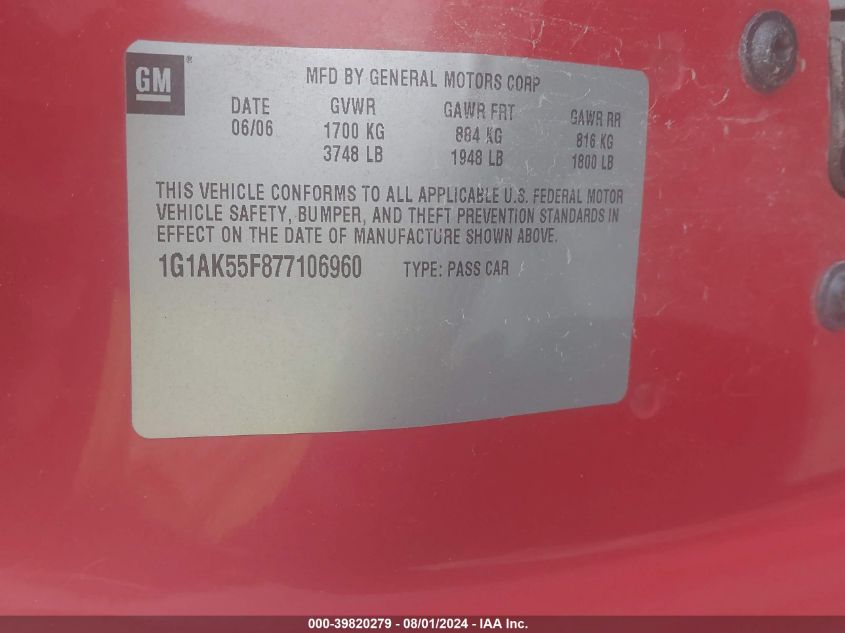 GM®
MFD BY GENERAL MOTORS CORP
DATE GVWR GAWR FRT GAWR RR
06/06 1700 KG 884 KG 816 KG
3748 LB 1948 LB 1800 LB
THIS VEHICLE CONFORMS TO ALL APPLICABLE U.S. FEDERAL MOTOR
VEHICLE SAFETY, BUMPER, AND THEFT PREVENTION STANDARDS IN
EFFECT ON THE DATE OF MANUFACTURE SHOWN ABOVE.
1G1AK55F877106960 TYPE: PASS CAR
000-39820279 - 08/01/2024 - IAA Inc.